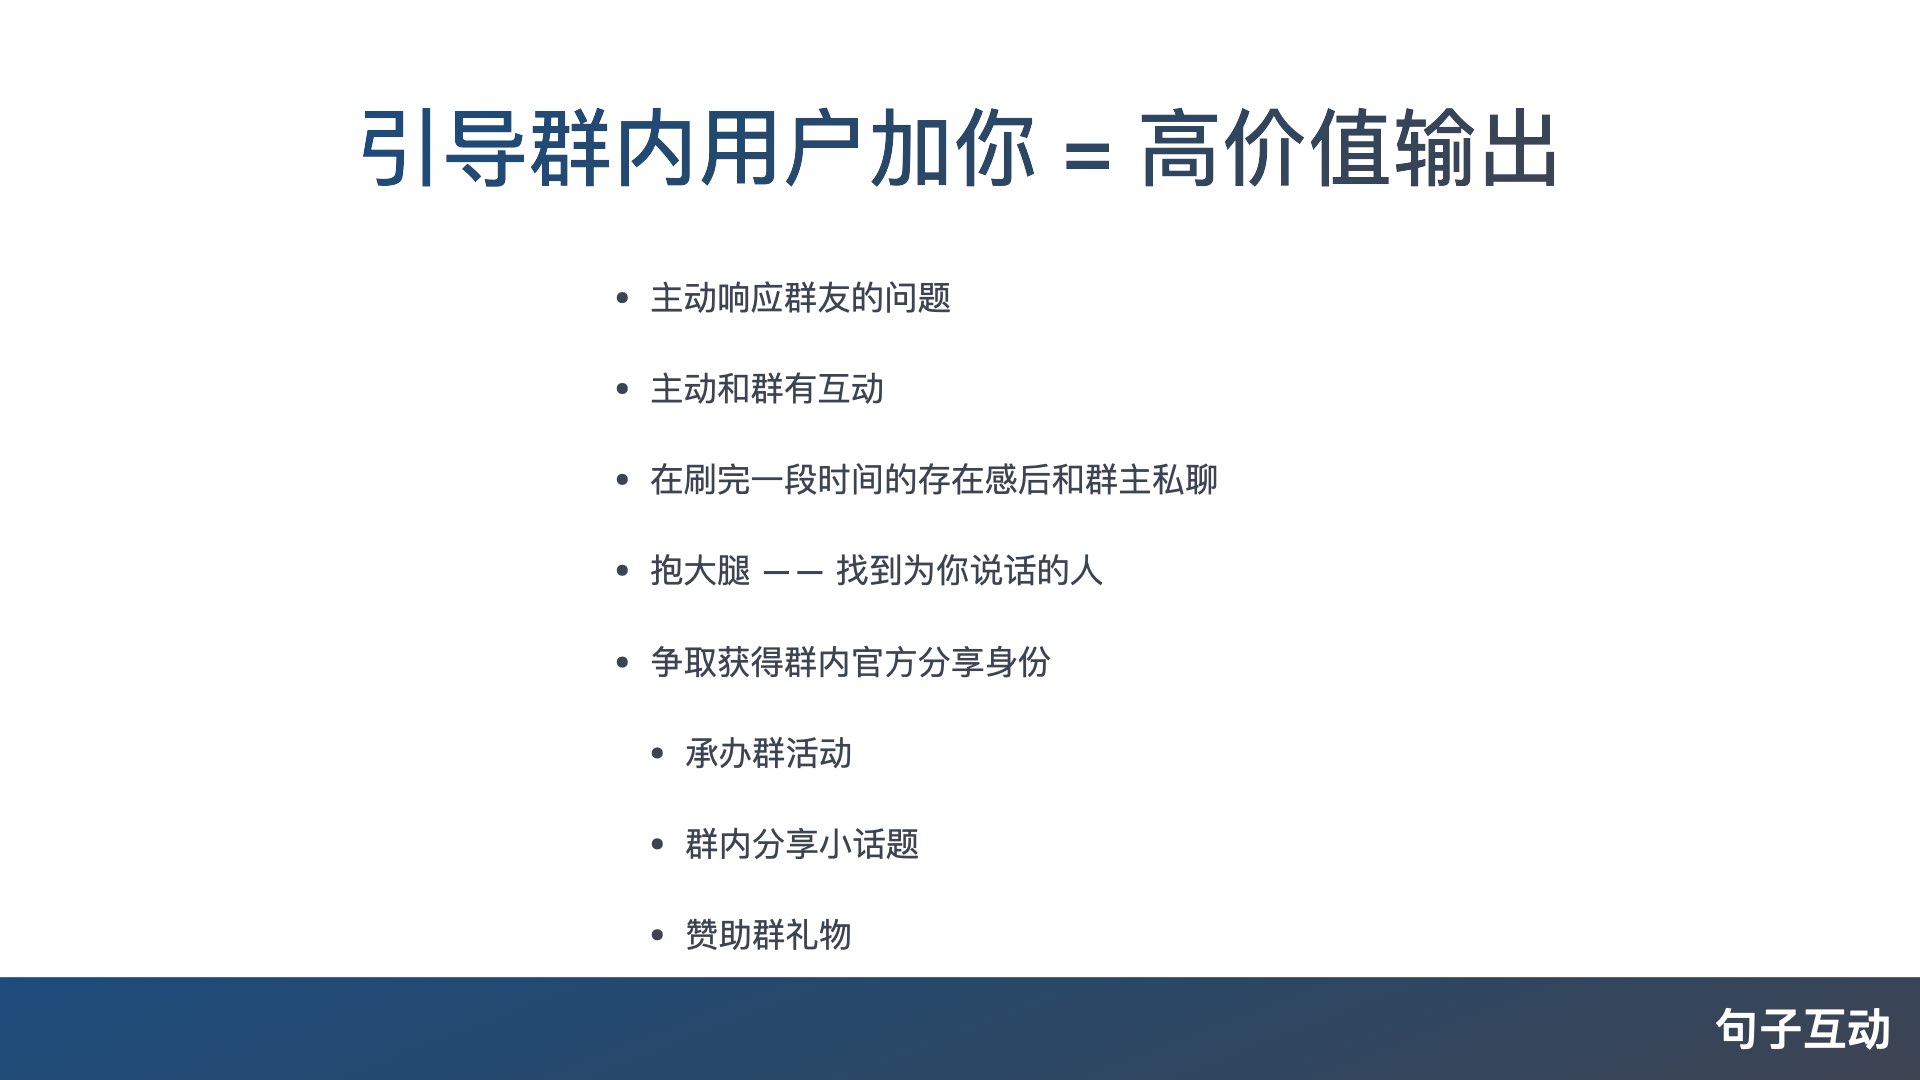 引导群内用户加你 = 高价值输出
• 主动响应群友的问题
• 主动和群有互动
• 在刷完一段时间的存在感后和群主私聊
• 抱大腿 —— 找到为你说话的人
• 争取获得群内官方分享身份
• 承办群活动
• 群内分享小话题
• 赞助群礼物
句子互动